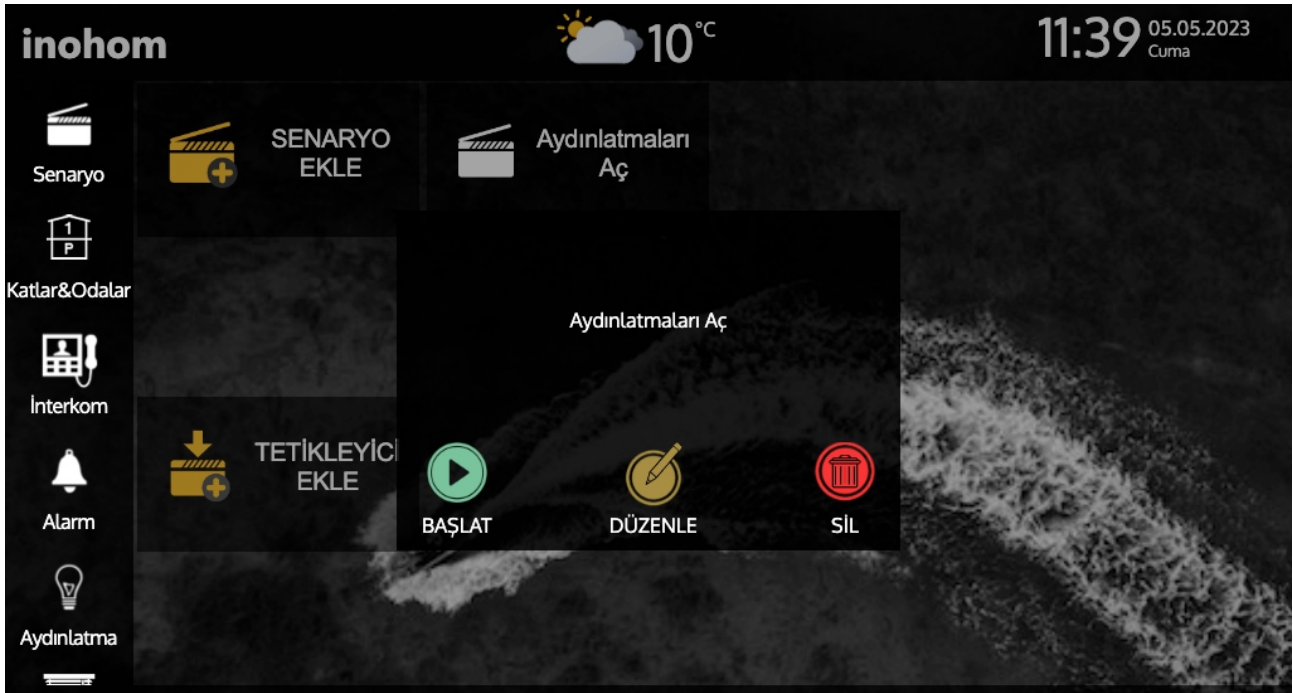 inohom
10°C
11:39
05.05.2023
Cuma
Senaryo
1
P
Katlar&Odalar
İnterkom
Alarm
Aydınlatma
SENARYO
EKLE
Aydınlatmaları
Aç
TETİKLEYİCİ
EKLE
Aydınlatmaları Aç
BAŞLAT
DÜZENLE
SİL